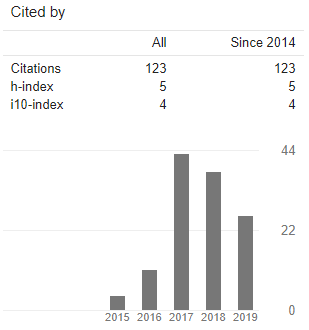 Cited by
All Since 2014
Citations 123 123
h-index 5 5
i10-index 4 4
44
22
0
2015 2016 2017 2018 2019